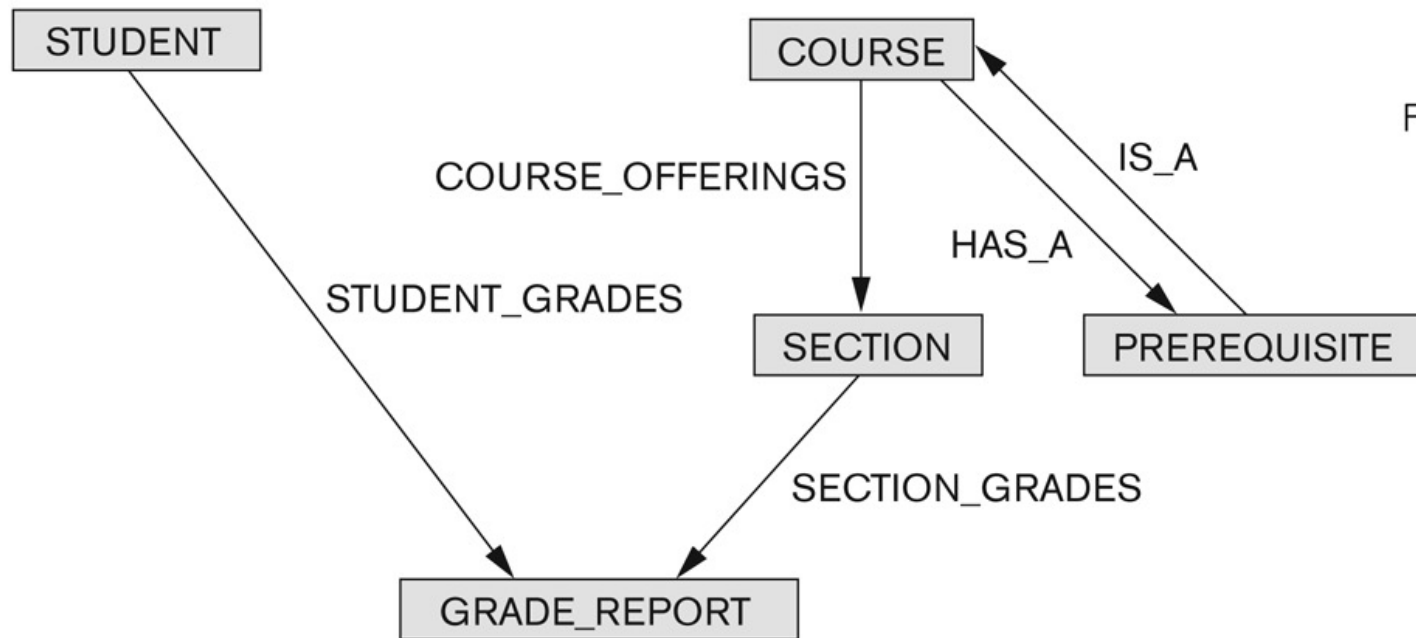 STUDENT
COURSE
IS_A
COURSE_OFFERINGS
HAS_A
STUDENT_GRADES
SECTION
PREREQUISITE
SECTION_GRADES
GRADE_REPORT